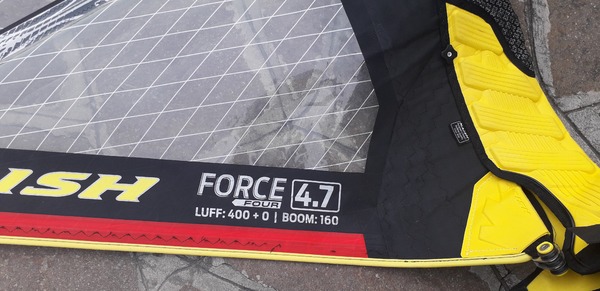 ISH
FORCE 4.7
FOUR
LUFF: 400 + 0 | BOOM: 160